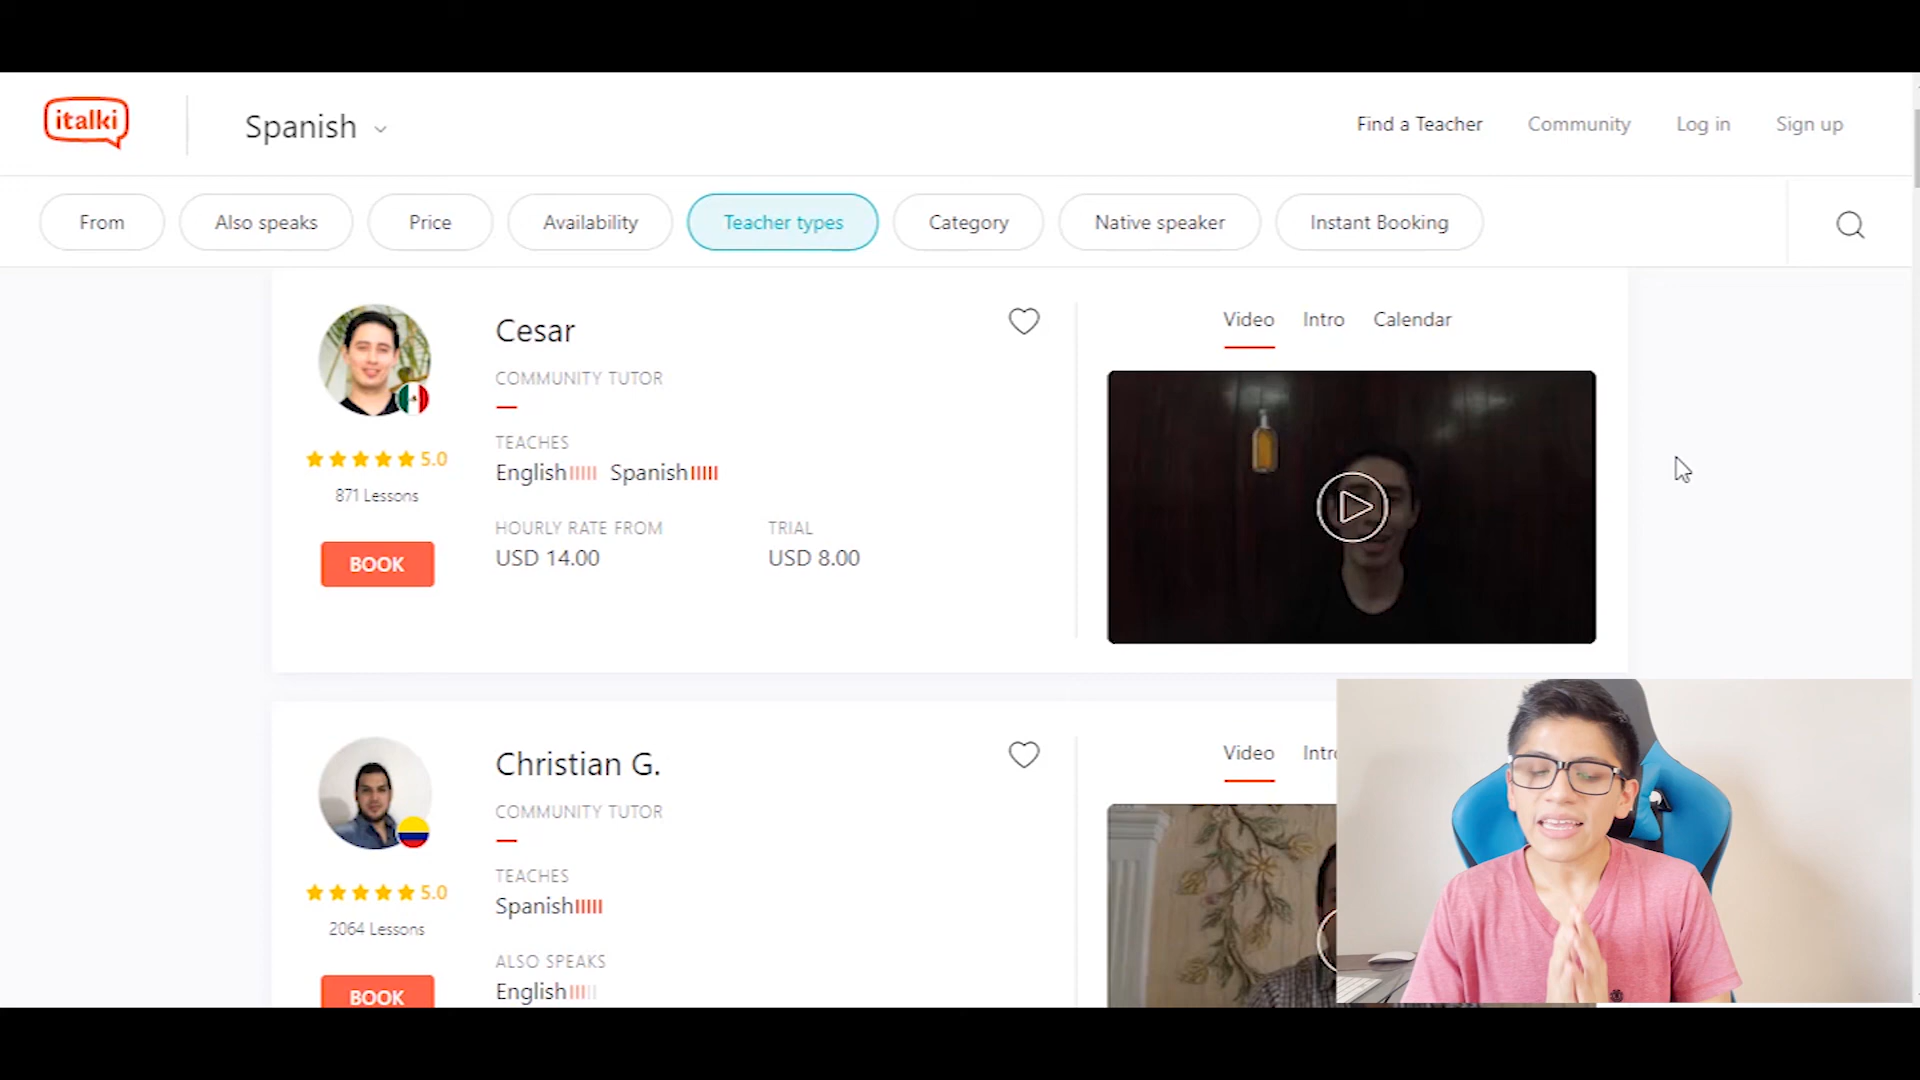 italki
Spanish
Find a Teacher
Community
Log in
Sign up
From
Also speaks
Price
Availability
Teacher types
Category
Native speaker
Instant Booking
Cesar
COMMUNITY TUTOR
5.0
871 Lessons
BOOK
TEACHES
English Spanish
HOURLY RATE FROM
USD 14.00
TRIAL
USD 8.00
Video
Intro
Calendar
Christian G.
COMMUNITY TUTOR
5.0
2064 Lessons
BOOK
TEACHES
Spanish
ALSO SPEAKS
English
Video
Intro